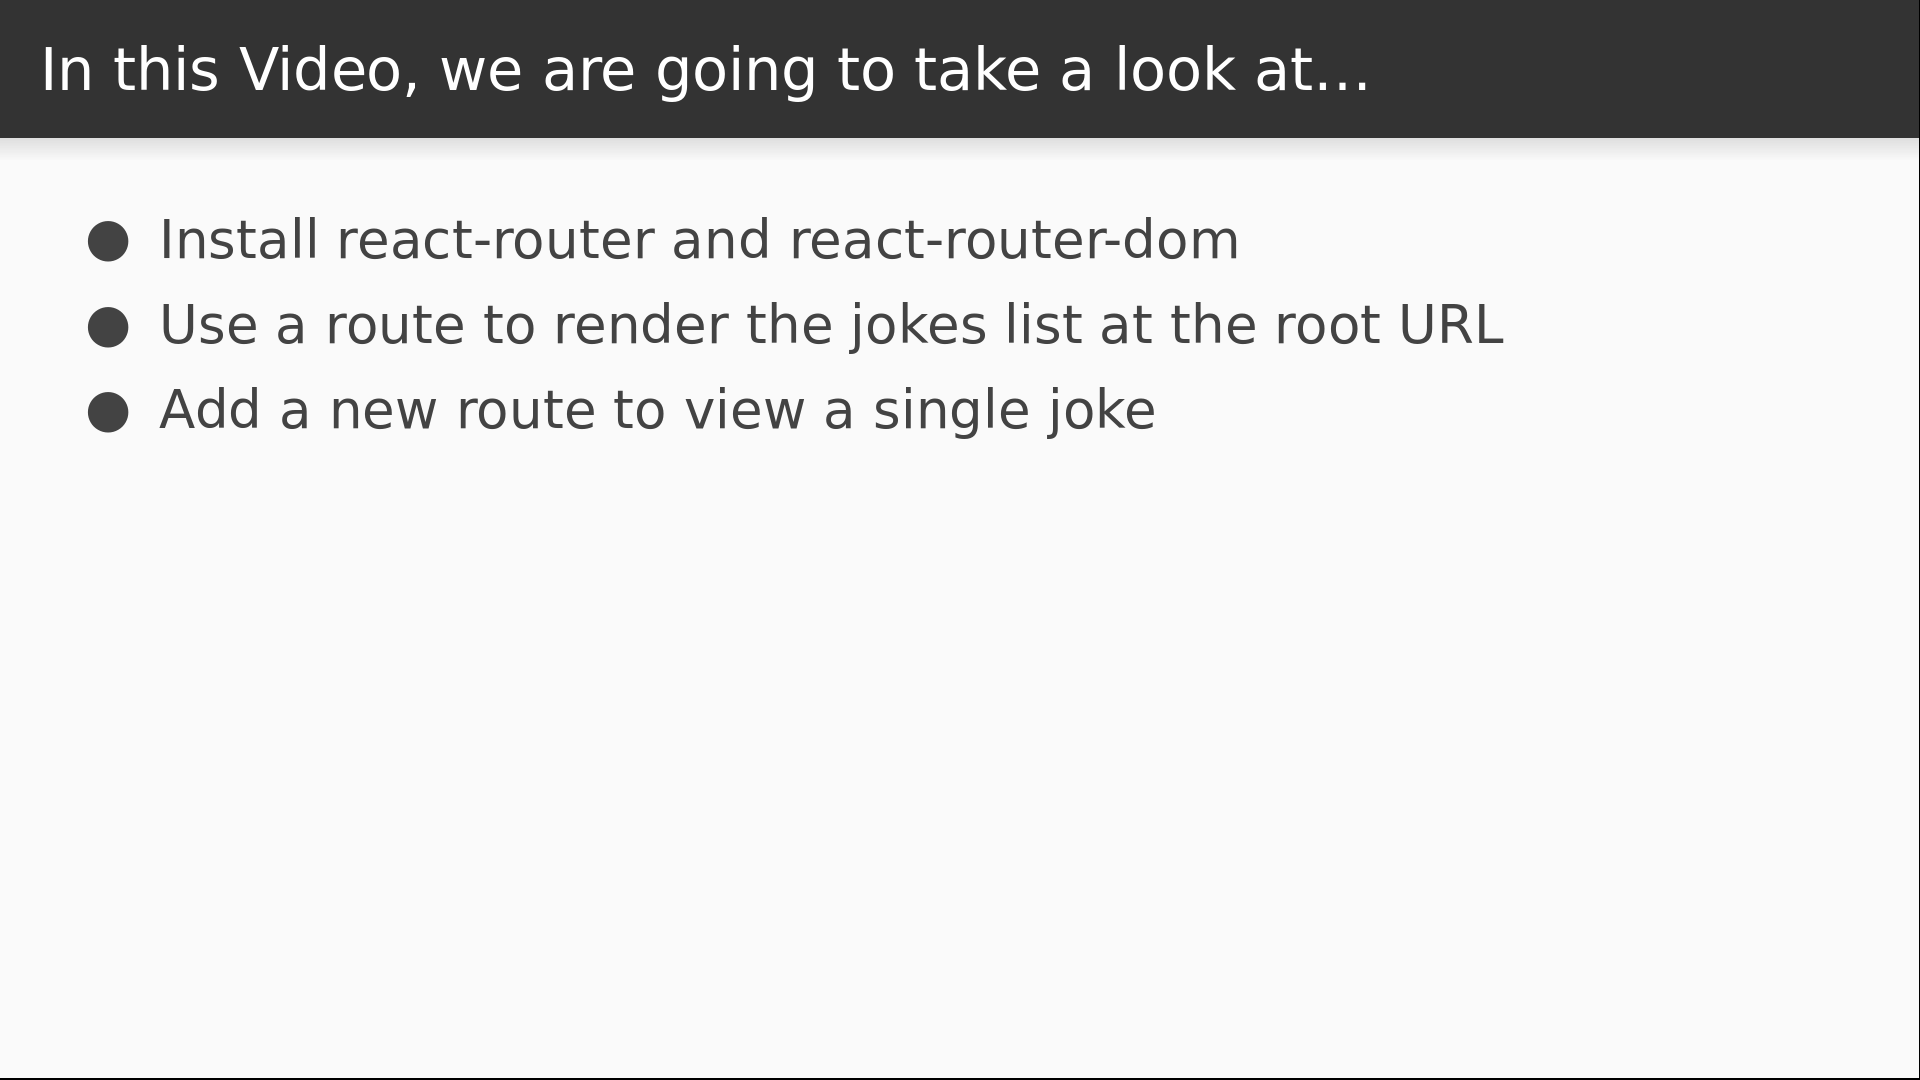 In this Video, we are going to take a look at…
● Install react-router and react-router-dom
● Use a route to render the jokes list at the root URL
● Add a new route to view a single joke